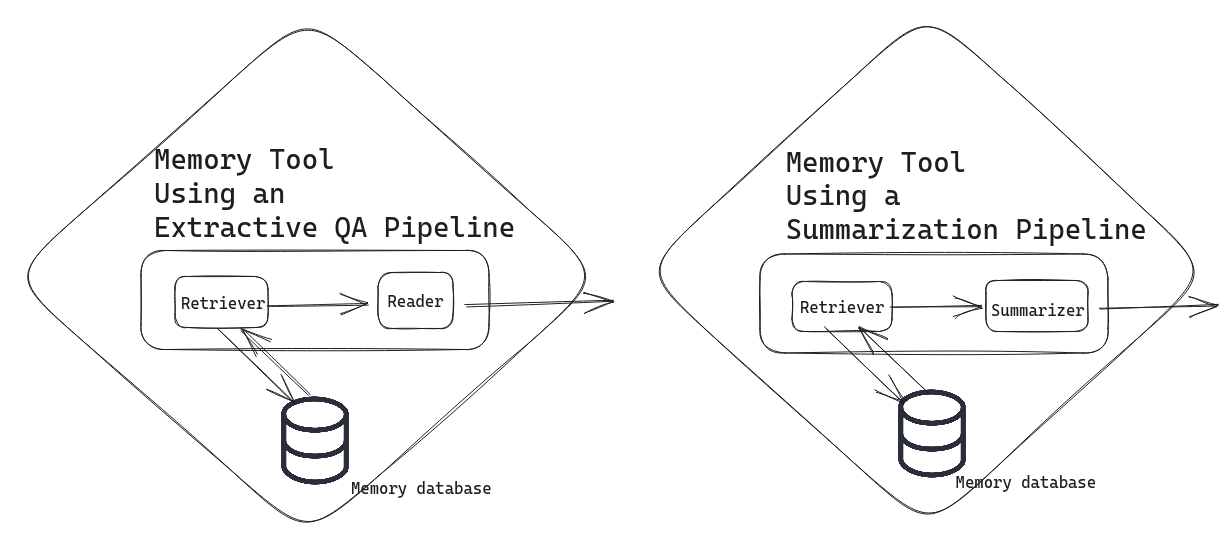 Memory Tool
Using an
Extractive QA Pipeline
Retriever
Reader
Memory database
Memory Tool
Using a
Summarization Pipeline
Retriever
Summarizer
Memory database